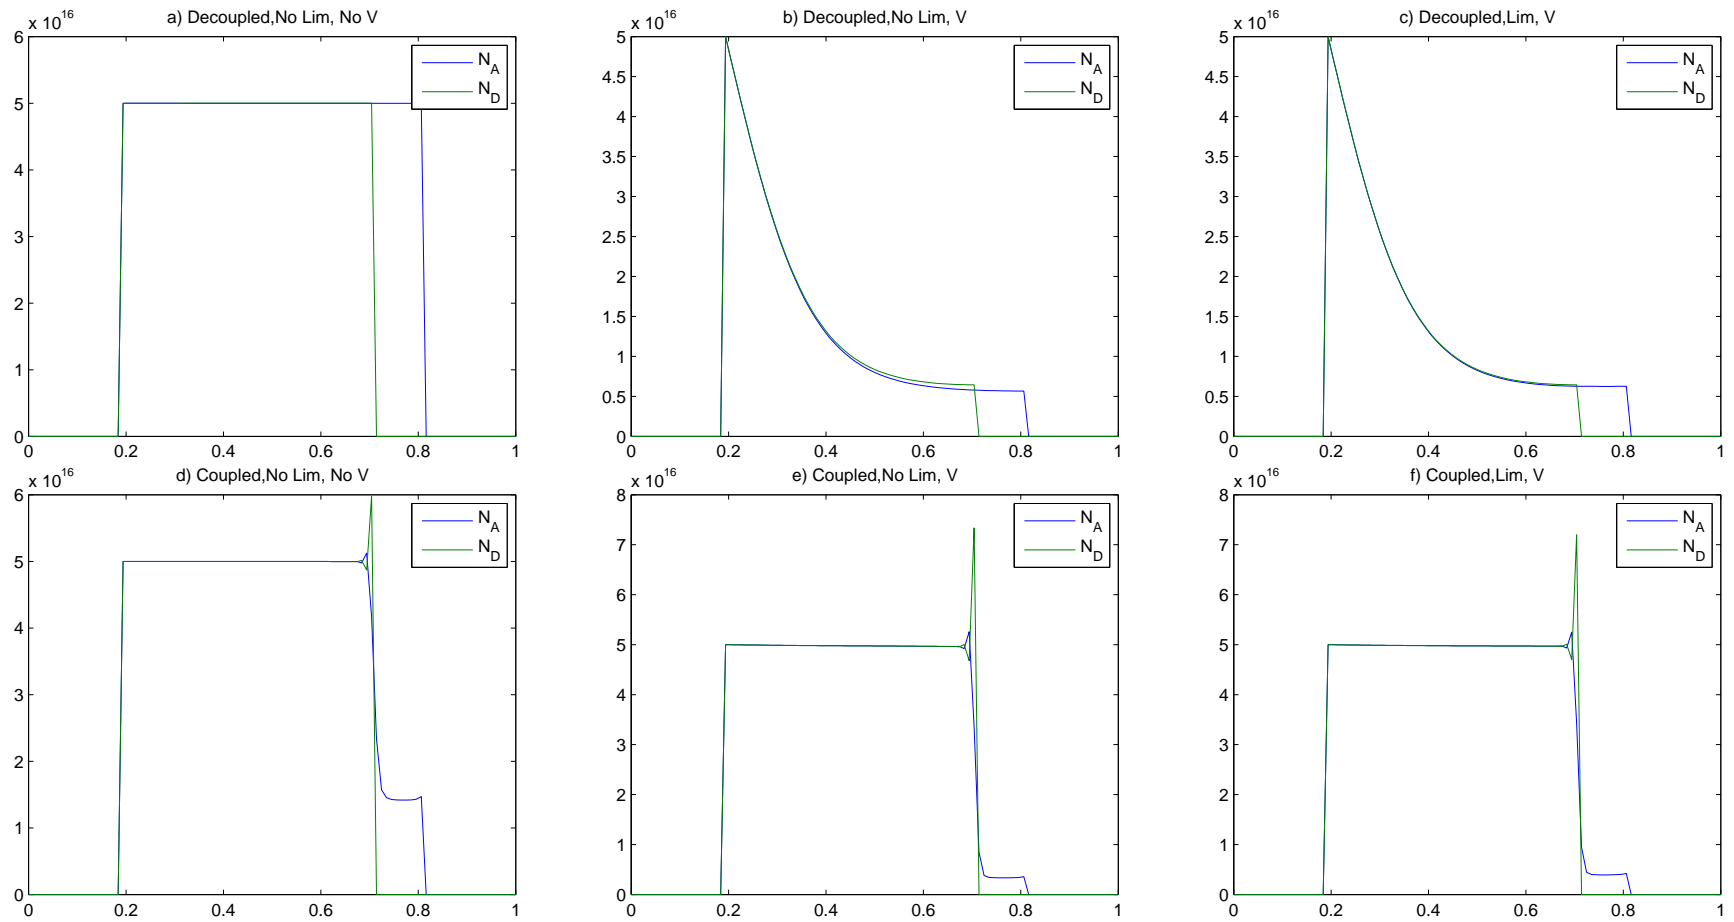 a) Decoupled,No Lim, No V
x 10^16
6
5
4
3
2
1
0
0 0.2 0.4 0.6 0.8 1
N_A
N_D
b) Decoupled,No Lim, V
x 10^16
5
4.5
4
3.5
3
2.5
2
1.5
1
0.5
0
0 0.2 0.4 0.6 0.8 1
N_A
N_D
c) Decoupled,Lim, V
x 10^16
5
4.5
4
3.5
3
2.5
2
1.5
1
0.5
0
0 0.2 0.4 0.6 0.8 1
N_A
N_D
d) Coupled,No Lim, No V
x 10^16
6
5
4
3
2
1
0
0 0.2 0.4 0.6 0.8 1
N_A
N_D
e) Coupled,No Lim, V
x 10^16
8
7
6
5
4
3
2
1
0
0 0.2 0.4 0.6 0.8 1
N_A
N_D
f) Coupled,Lim, V
x 10^16
8
7
6
5
4
3
2
1
0
0 0.2 0.4 0.6 0.8 1
N_A
N_D